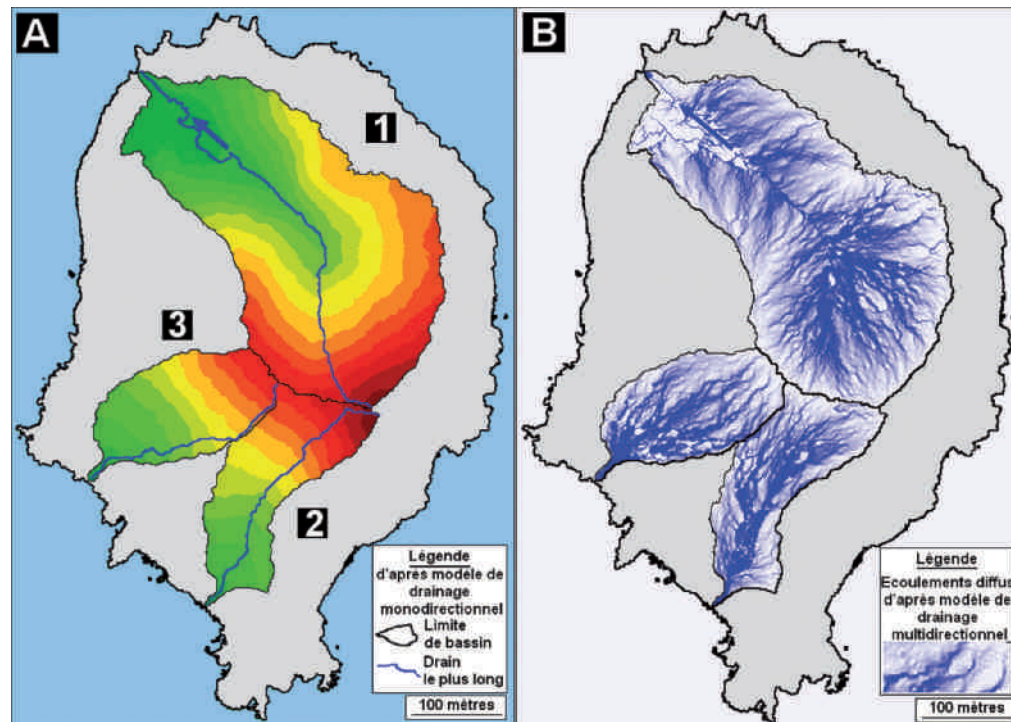 A
1
3
2
Légende
d'après modèle de
drainage
monodirectionnel
Limite
de bassin
Drain
le plus long
100 mètres
B
Légende
Ecoulements diffus
d'après modèle de
drainage
multidirectionnel
100 mètres